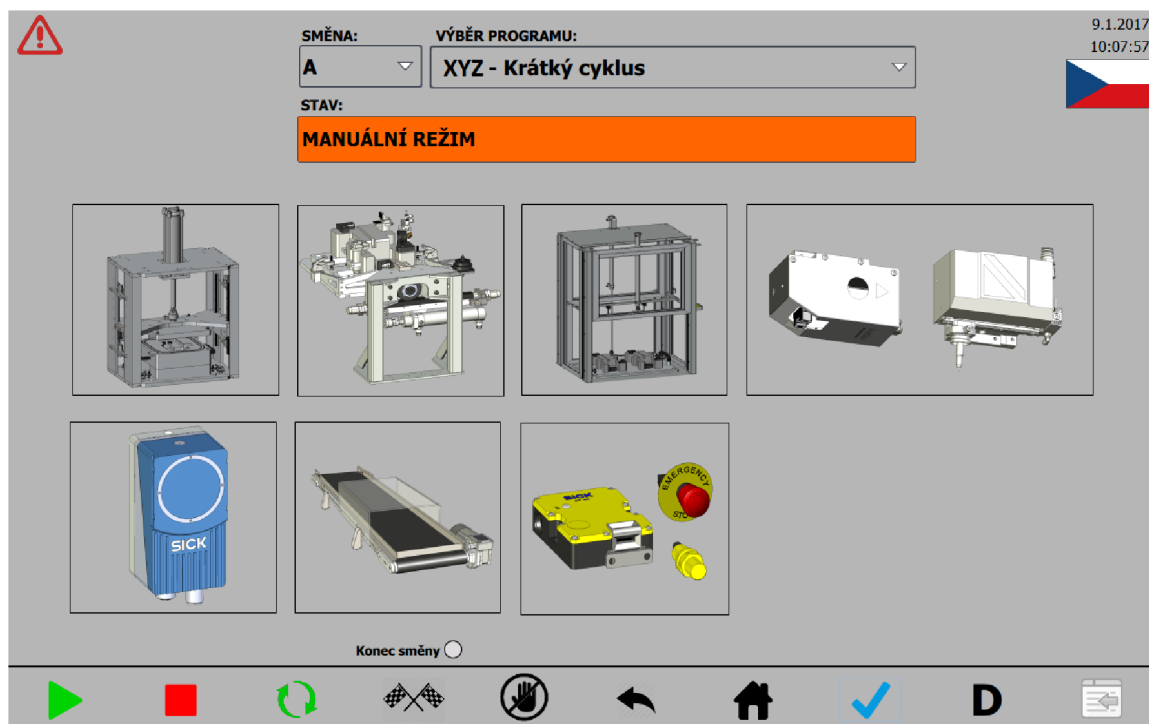 9.1.2017
10:07:57
SMĚNA:
VÝBĚR PROGRAMU:
A
XYZ - Krátký cyklus
STAV:
MANUÁLNÍ REŽIM
SICK
SICK
EMERGENCY
STOP
Konec směny
D